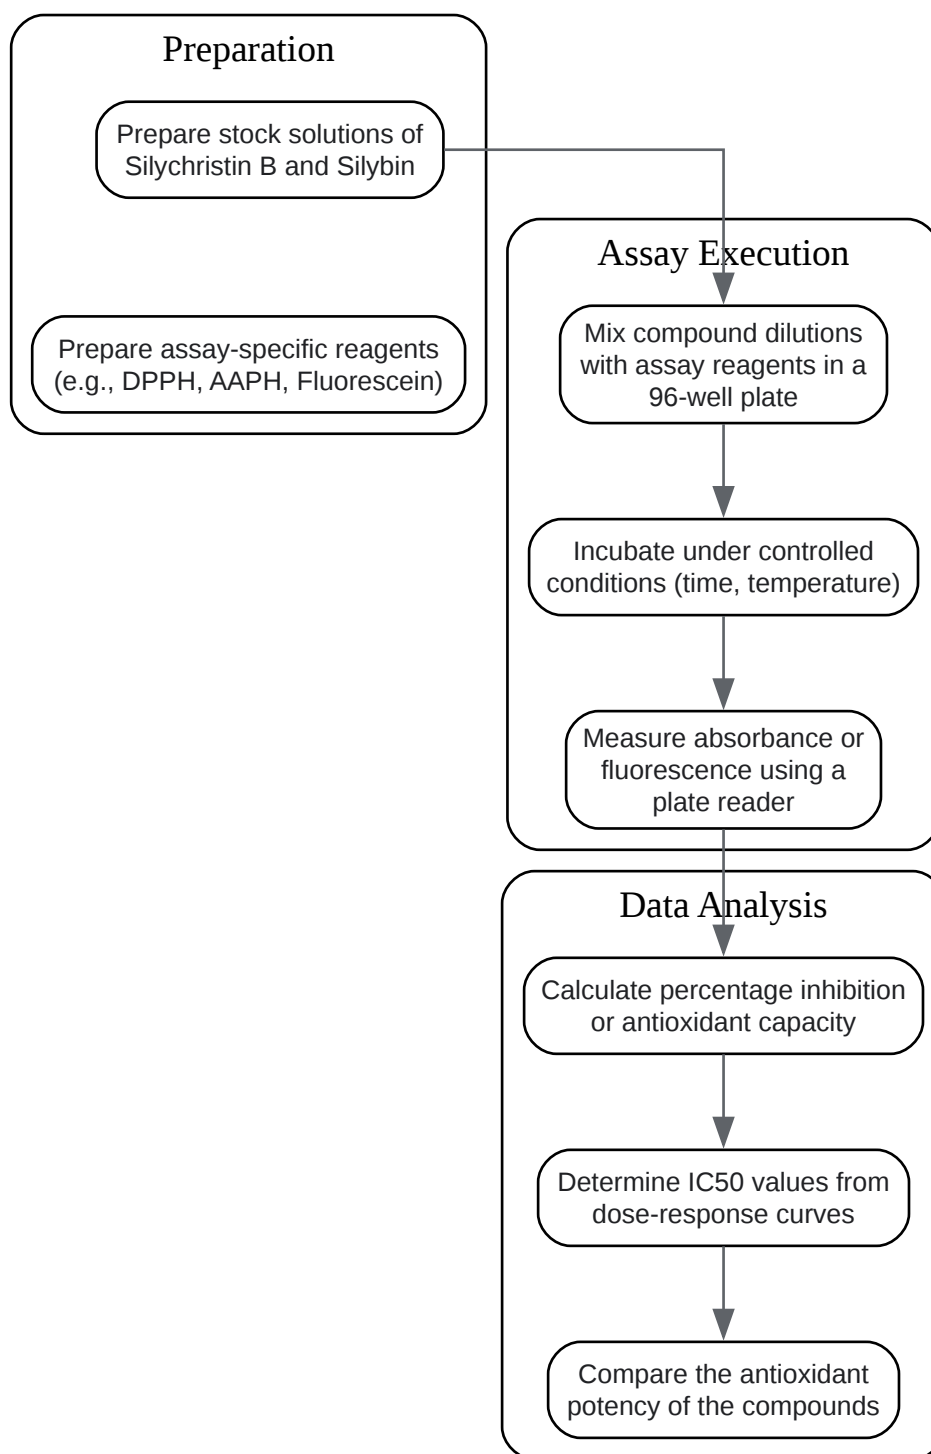 Preparation
Prepare stock solutions of
Silychristin B and Silybin
Prepare assay-specific reagents
(e.g., DPPH, AAPH, Fluorescein)
Assay Execution
Mix compound dilutions
with assay reagents in a
96-well plate
Incubate under controlled
conditions (time, temperature)
Measure absorbance or
fluorescence using a
plate reader
Data Analysis
Calculate percentage inhibition
or antioxidant capacity
Determine IC50 values from
dose-response curves
Compare the antioxidant
potency of the compounds